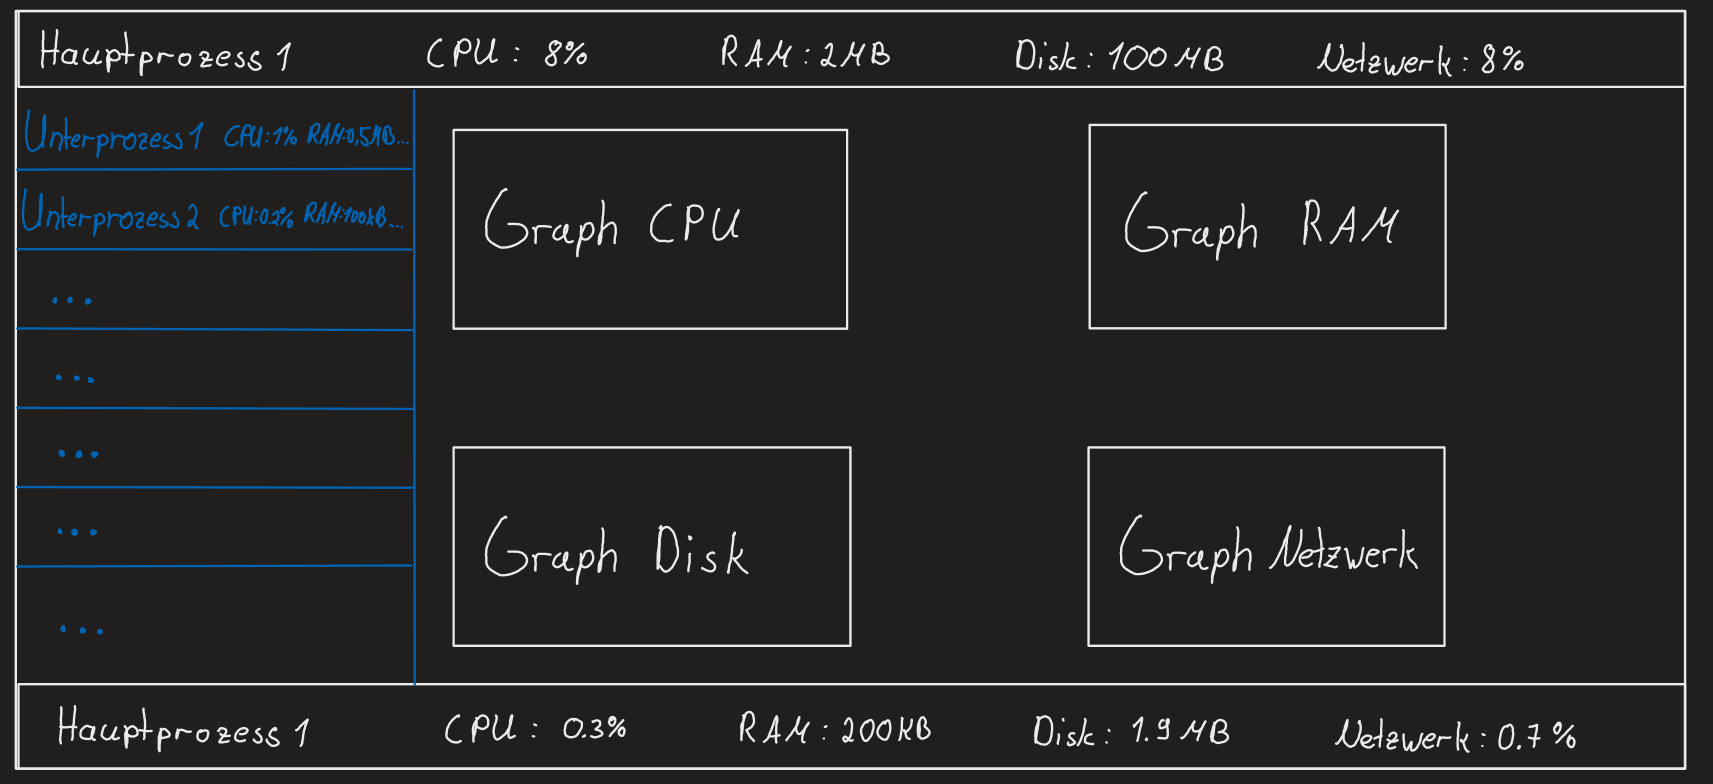 Hauptprozess 1 CPU: 8% RAM: 2MB Disk: 100 MB Netzwerk: 8%
Unterprozess 1 CPU:1% RAM:0,5MB...
Unterprozess 2 CPU:0.2% RAM:100kB...
...
...
...
...
...
Graph CPU
Graph RAM
Graph Disk
Graph Netzwerk
Hauptprozess 1 CPU: 0.3% RAM: 200KB Disk: 1.9 MB Netzwerk: 0.7%